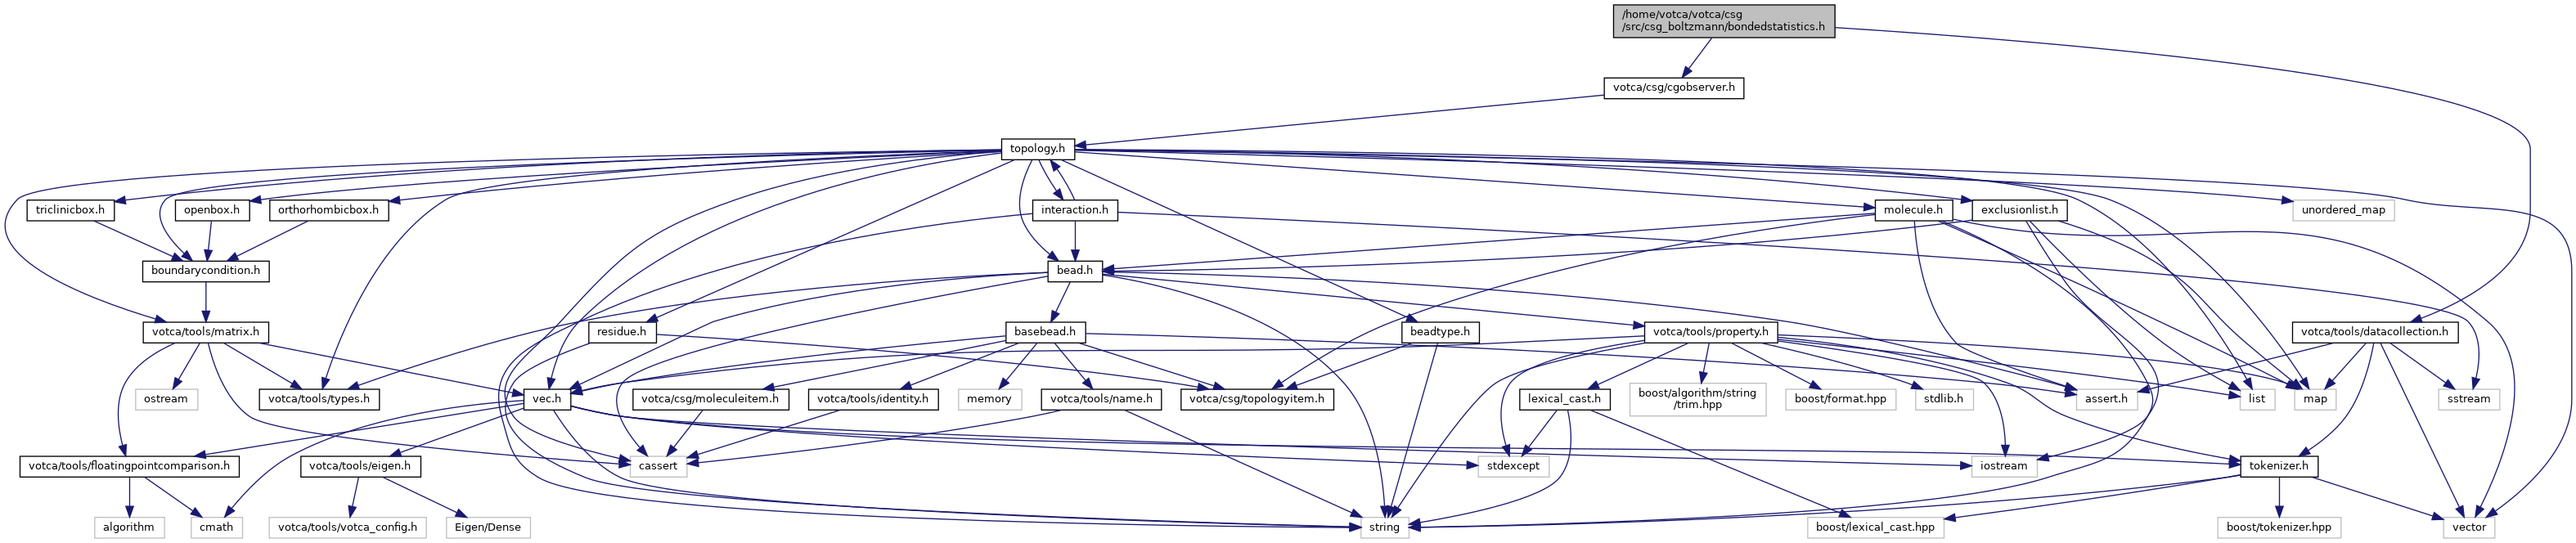 /home/votca/votca/csg
/src/csg_boltzmann/bondedstatistics.h
votca/csg/cgobserver.h
topology.h
triclinicbox.h
openbox.h
orthorhombicbox.h
interaction.h
molecule.h
exclusionlist.h
unordered_map
boundarycondition.h
bead.h
votca/tools/matrix.h
residue.h
basebead.h
beadtype.h
votca/tools/property.h
votca/tools/datacollection.h
ostream
votca/tools/types.h
vec.h
votca/csg/moleculeitem.h
votca/tools/identity.h
memory
votca/tools/name.h
votca/csg/topologyitem.h
lexical_cast.h
boost/algorithm/string
/trim.hpp
boost/format.hpp
stdlib.h
assert.h
list
map
sstream
votca/tools/floatingpointcomparison.h
votca/tools/eigen.h
cassert
stdexcept
iostream
tokenizer.h
algorithm
cmath
votca/tools/votca_config.h
Eigen/Dense
string
boost/lexical_cast.hpp
boost/tokenizer.hpp
vector